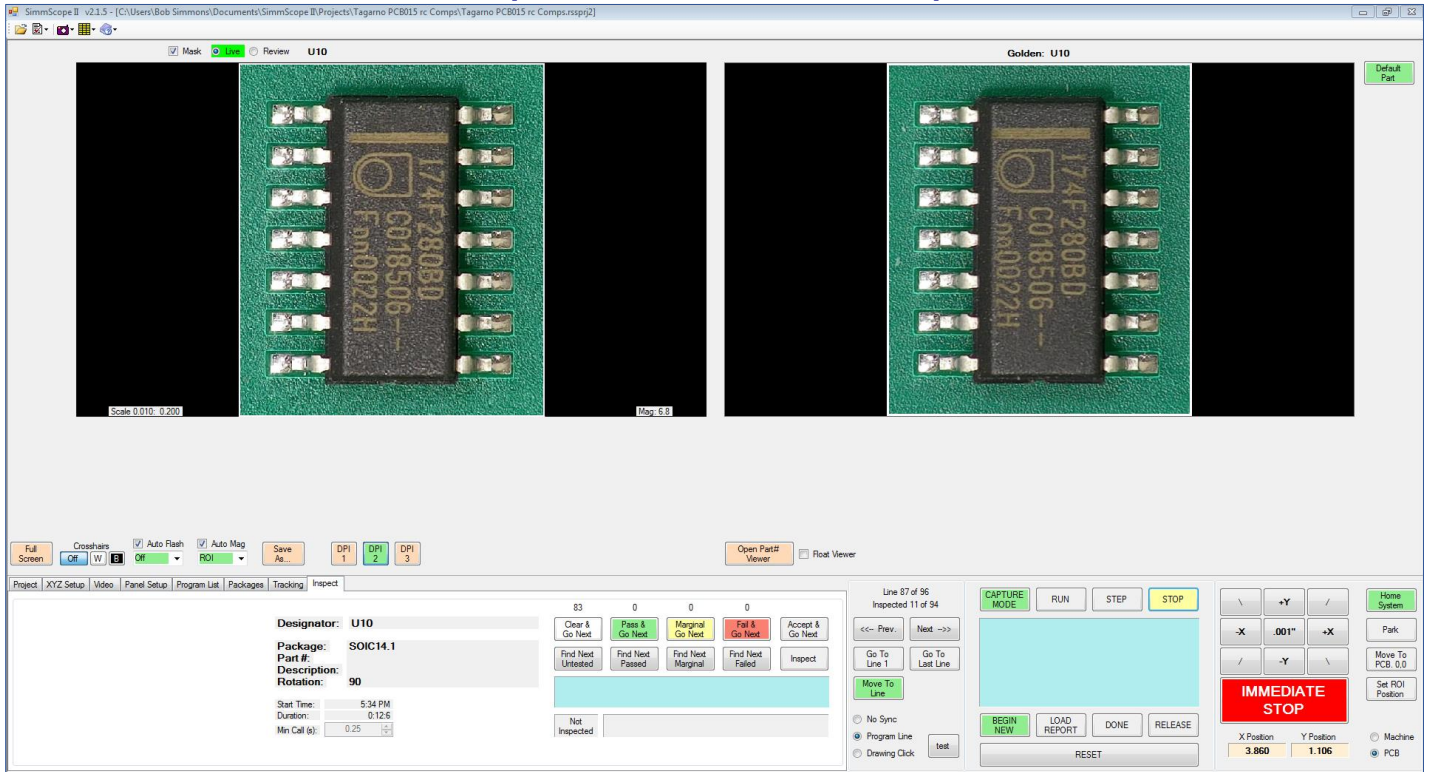 SimmScope II v2.1.5 - [C:\Users\Bob Simmons\Documents\SimmScope II\Projects\Tagarno PCB015 rc Comps\Tagarno PCB015 rc Comps.rssprj2]
Mask Live Review U10
Golden: U10
Default
Part
I74F280BD
C018506--
Fnn0022H
Scale 0.010: 0.200
Mag: 6.8
I74F280BD
C018506--
Fnn0022H
Full
Screen
Crosshairs
Off W B
Auto Flash
Off
Auto Mag
ROI
Save
As...
DPI
1
DPI
2
DPI
3
Open Part#
Viewer
Float Viewer
Project XYZ Setup Video Panel Setup Program List Packages Tracking Inspect
Designator: U10
Package: SOIC14.1
Part #:
Description:
Rotation: 90
Start Time: 5:34 PM
Duration: 0:12:6
Min Call (s): 0.25
83 0 0 0
Clear &
Go Next
Pass &
Go Next
Marginal
Go Next
Fail &
Go Next
Accept &
Go Next
Find Next
Untested
Find Next
Passed
Find Next
Marginal
Find Next
Failed
Inspect
Not
Inspected
Line 87 of 96
Inspected 11 of 94
<<-- Prev. Next -->>
Go To
Line 1
Go To
Last Line
Move To
Line
No Sync
Program Line
Drawing Click
test
CAPTURE
MODE
RUN STEP STOP
BEGIN
NEW
LOAD
REPORT
DONE RELEASE
RESET
\ +Y /
-X .001" +X
/ -Y \
IMMEDIATE
STOP
X Position Y Position
3.860 1.106
Home
System
Park
Move To
PCB. 0,0
Set ROI
Position
Machine
PCB